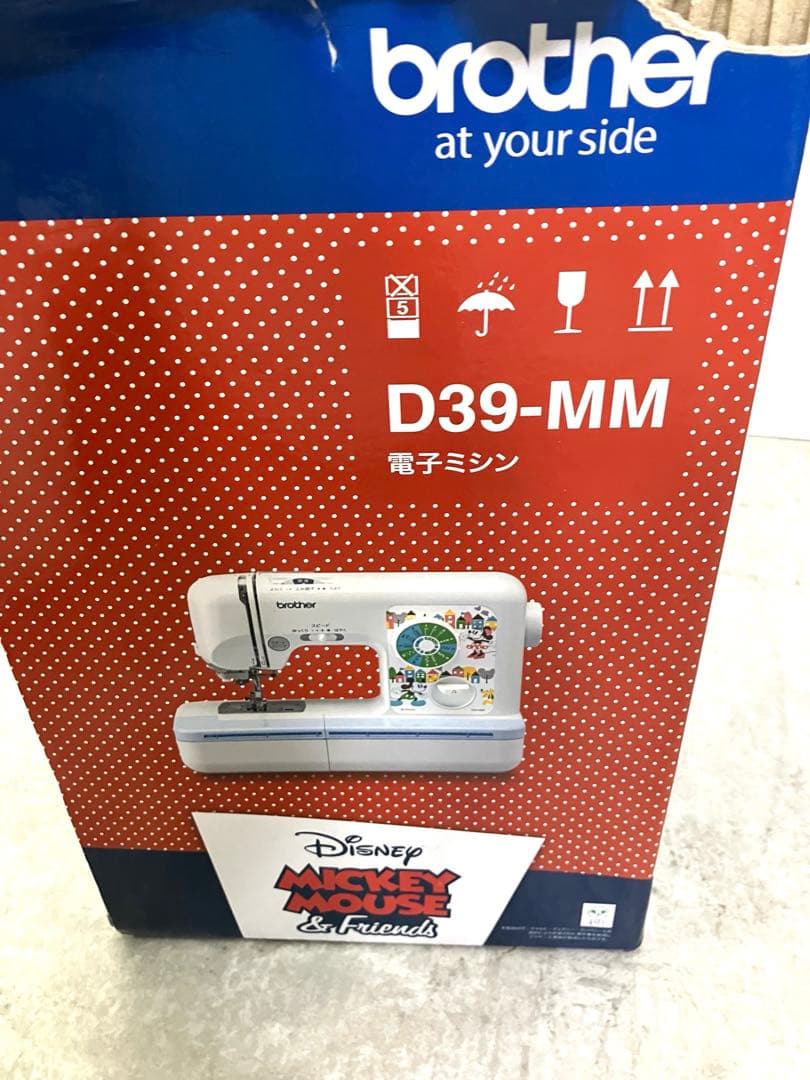 brother
at your side
5
D39-MM
電子ミシン
brother
スピード
DISNEY
MICKEY
MOUSE
& Friends